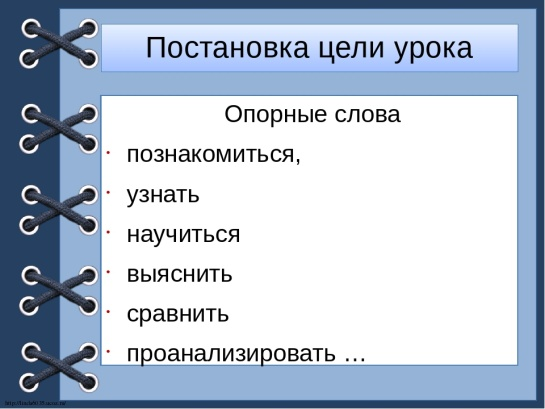 Постановка цели урока
Опорные слова
познакомиться,
узнать
научиться
выяснить
сравнить
проанализировать …